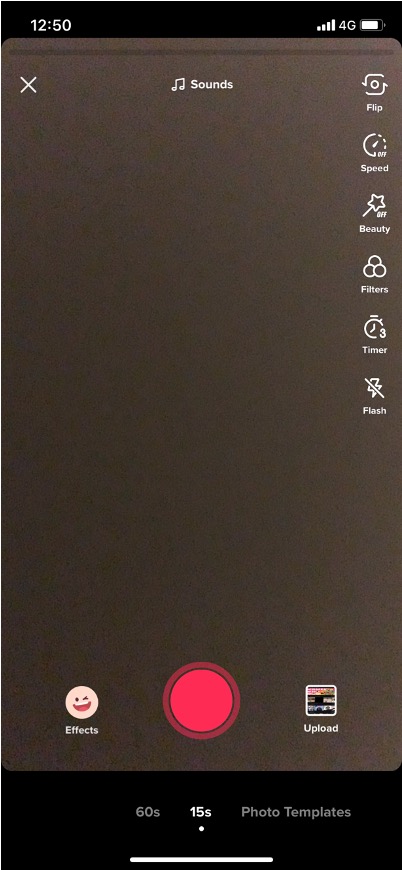 12:50
4G
Sounds
Flip
OFF
Speed
OFF
Beauty
Filters
3
Timer
Flash
Effects
Upload
60s 15s Photo Templates